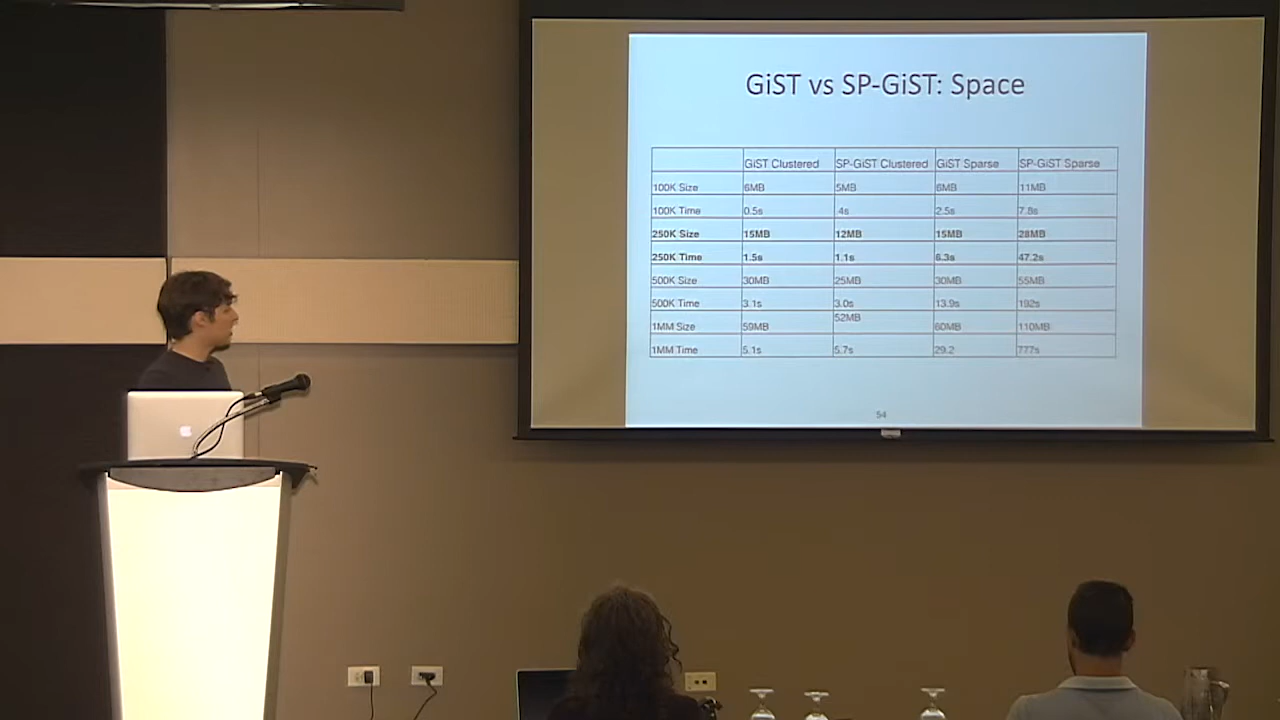 GiST vs SP-GiST: Space
GiST Clustered SP-GiST Clustered GiST Sparse SP-GiST Sparse
100K Size 6MB 5MB 6MB 11MB
100K Time 0.5s .4s 2.5s 7.8s
250K Size 15MB 12MB 15MB 28MB
250K Time 1.5s 1.1s 6.3s 47.2s
500K Size 30MB 25MB 30MB 55MB
500K Time 3.1s 3.0s 13.9s 192s
1MM Size 59MB 52MB 60MB 110MB
1MM Time 5.1s 5.7s 29.2 777s
54